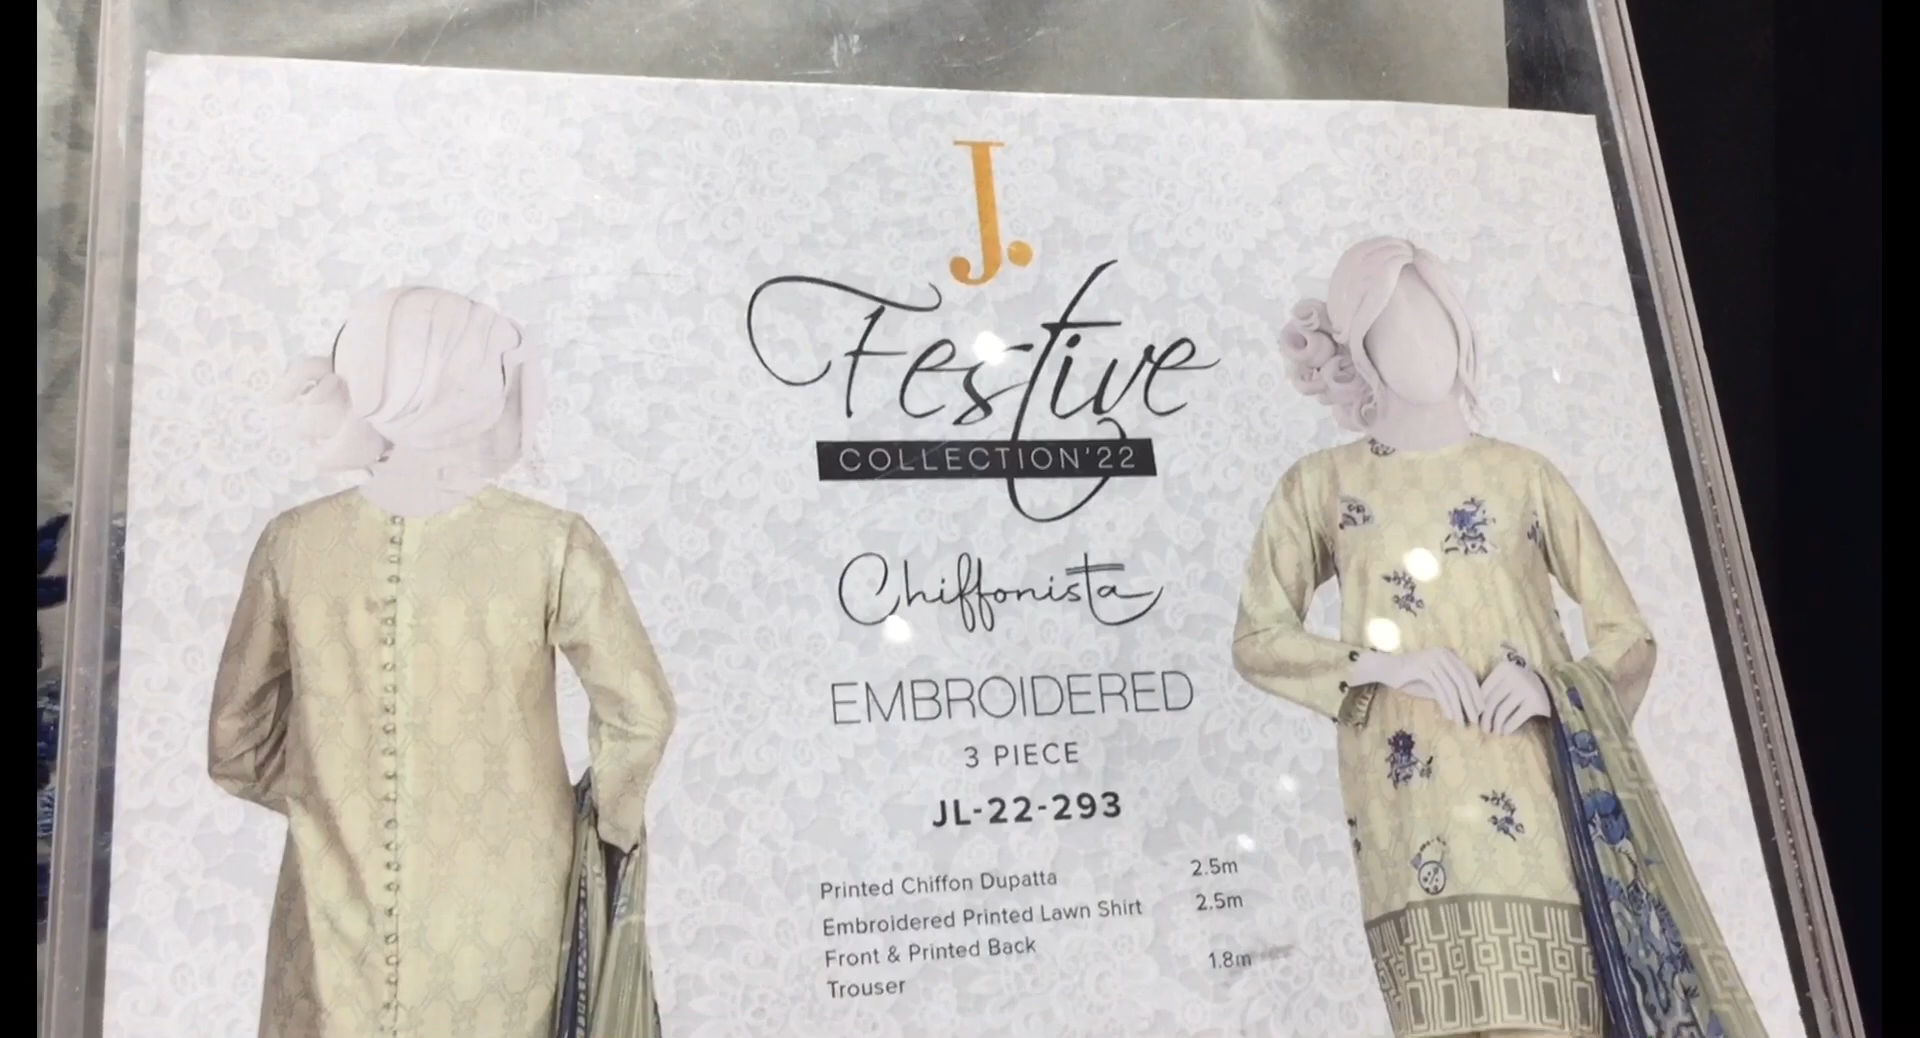 J.
Festive
COLLECTION'22
Chiffonista
EMBROIDERED
3 PIECE
JL-22-293
Printed Chiffon Dupatta 2.5m
Embroidered Printed Lawn Shirt 2.5m
Front & Printed Back
Trouser 1.8m